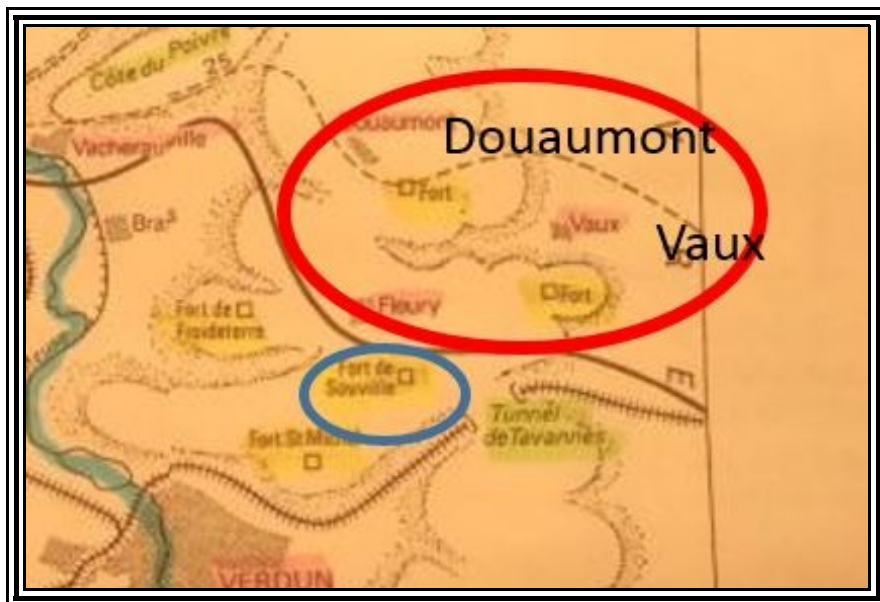 Côte du Poivre
25
Vacherauville
Bras
Douaumont
Douaumont
Fort
Vaux
Vaux
Fort
Fleury
Fort de
Froideterre
Fort de
Souville
E
Tunnel
de Tavannes
Fort St Michel
VERDUN